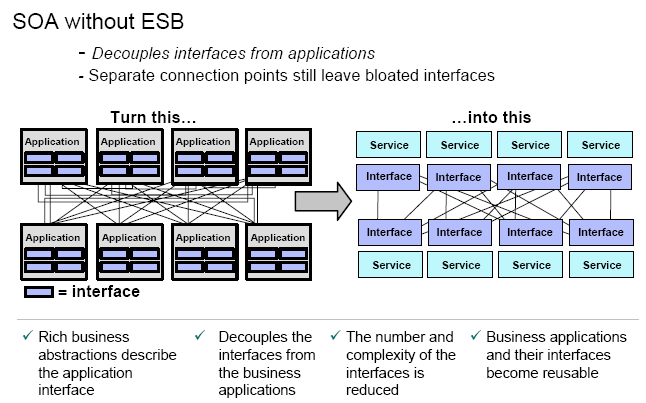 SOA without ESB
- Decouples interfaces from applications
- Separate connection points still leave bloated interfaces
Turn this...
Application Application Application Application
Application Application Application Application
= interface
...into this
Service Service Service Service
Interface Interface Interface Interface
Interface Interface Interface Interface
Service Service Service Service
✓ Rich business
abstractions describe
the application
interface
✓ Decouples the
interfaces from
the business
applications
✓ The number and
complexity of the
interfaces is
reduced
✓ Business applications
and their interfaces
become reusable